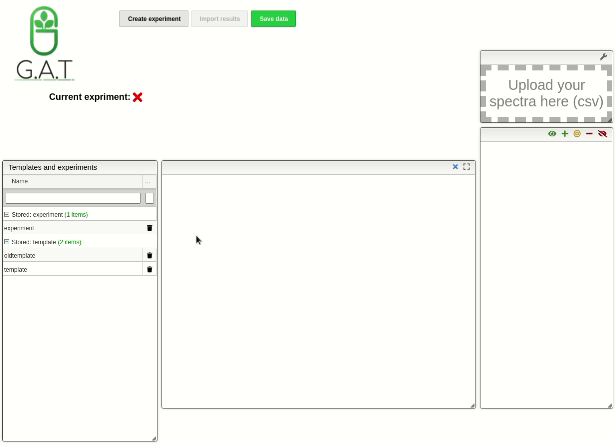 Create experiment
Import results
Save data
G.A.T
Current expriment:
Upload your
spectra here (csv)
Templates and experiments
Name
...
Stored: experiment (1 items)
experiment
Stored: template (2 items)
oldtemplate
template